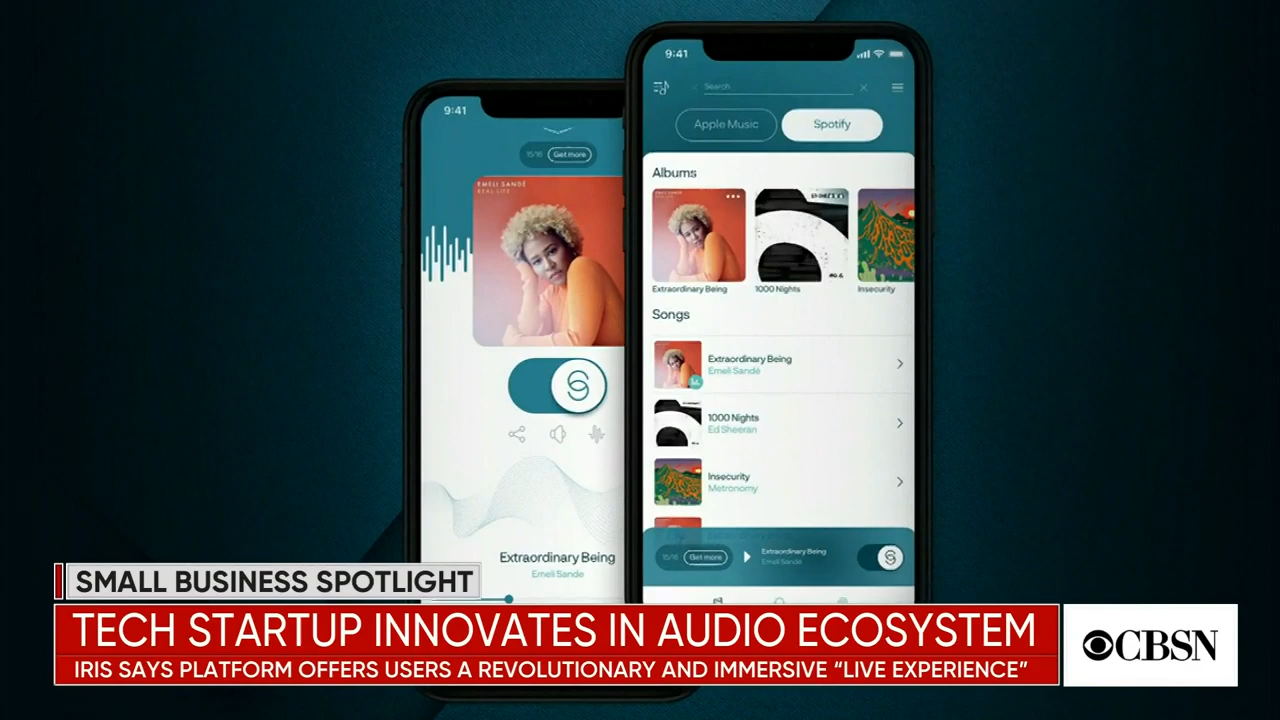 9:41
15/16 Get more
EMELI SANDÉ
REAL LIFE
Extraordinary Being
Emeli Sande
9:41
Search
Apple Music
Spotify
Albums
Extraordinary Being
1000 Nights
Insecurity
Songs
Extraordinary Being
Emeli Sandé
1000 Nights
Ed Sheeran
Insecurity
Metronomy
15/16 Get more
Extraordinary Being
Emeli Sandé
SMALL BUSINESS SPOTLIGHT
TECH STARTUP INNOVATES IN AUDIO ECOSYSTEM
IRIS SAYS PLATFORM OFFERS USERS A REVOLUTIONARY AND IMMERSIVE “LIVE EXPERIENCE”
CBSN